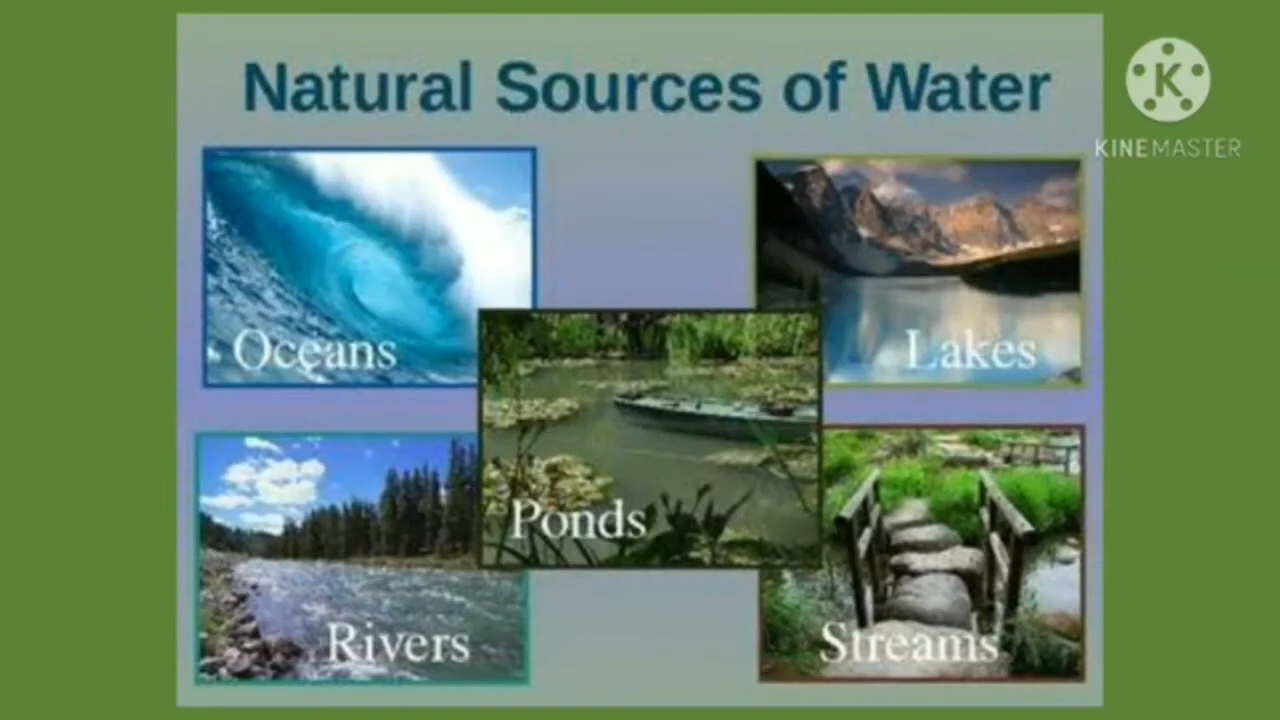 Natural Sources of Water
K
KINEMASTER
Oceans
Lakes
Ponds
Rivers
Streams